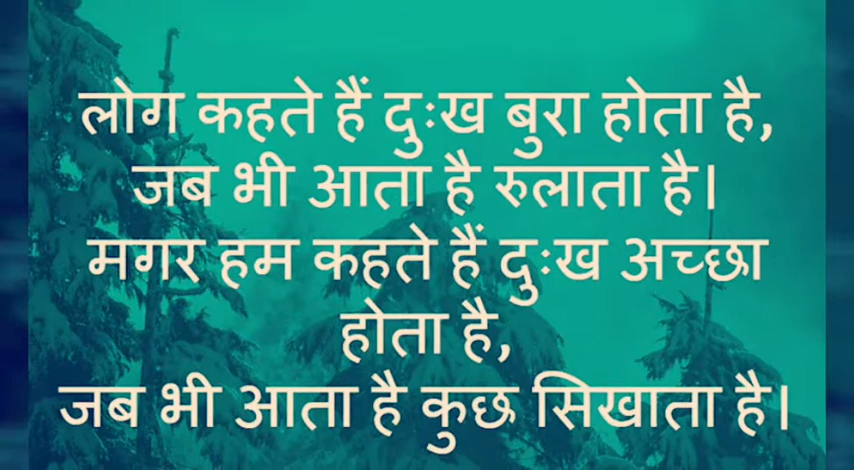 लोग कहते हैं दुःख बुरा होता है,
जब भी आता है रुलाता है।
मगर हम कहते हैं दुःख अच्छा
होता है,
जब भी आता है कुछ सिखाता है।